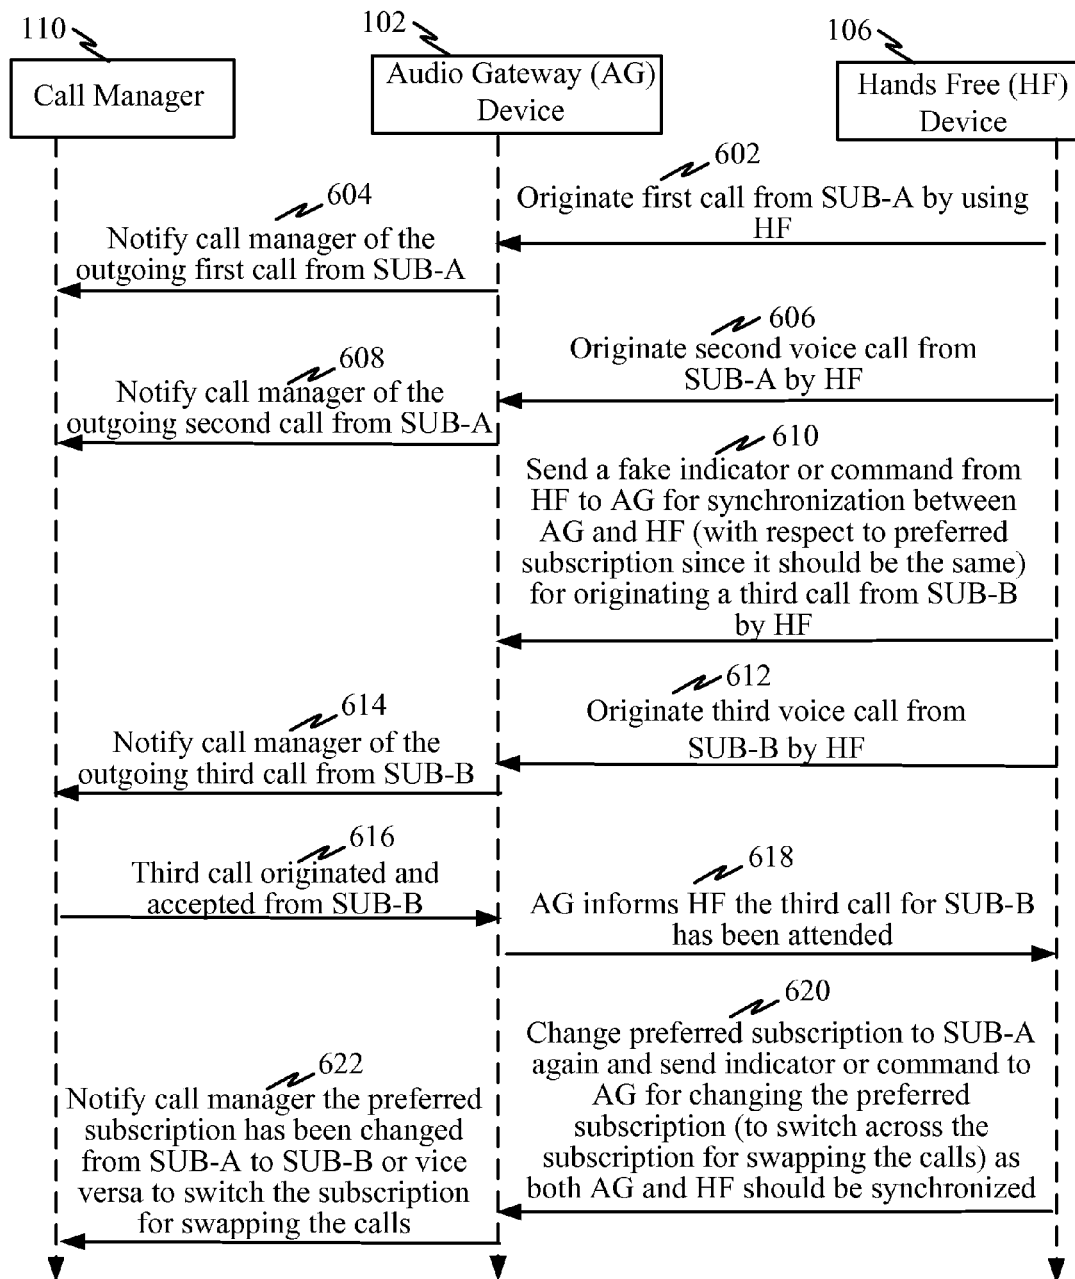 110
102
106
Call Manager
Audio Gateway (AG)
Device
Hands Free (HF)
Device
602
Originate first call from SUB-A by using
HF
604
Notify call manager of the
outgoing first call from SUB-A
606
Originate second voice call from
SUB-A by HF
608
Notify call manager of the
outgoing second call from SUB-A
610
Send a fake indicator or command from
HF to AG for synchronization between
AG and HF (with respect to preferred
subscription since it should be the same)
for originating a third call from SUB-B
by HF
612
Originate third voice call from
SUB-B by HF
614
Notify call manager of the
outgoing third call from SUB-B
616
Third call originated and
accepted from SUB-B
618
AG informs HF the third call for SUB-B
has been attended
620
Change preferred subscription to SUB-A
again and send indicator or command to
AG for changing the preferred
subscription (to switch across the
subscription for swapping the calls) as
both AG and HF should be synchronized
622
Notify call manager the preferred
subscription has been changed
from SUB-A to SUB-B or vice
versa to switch the subscription
for swapping the calls